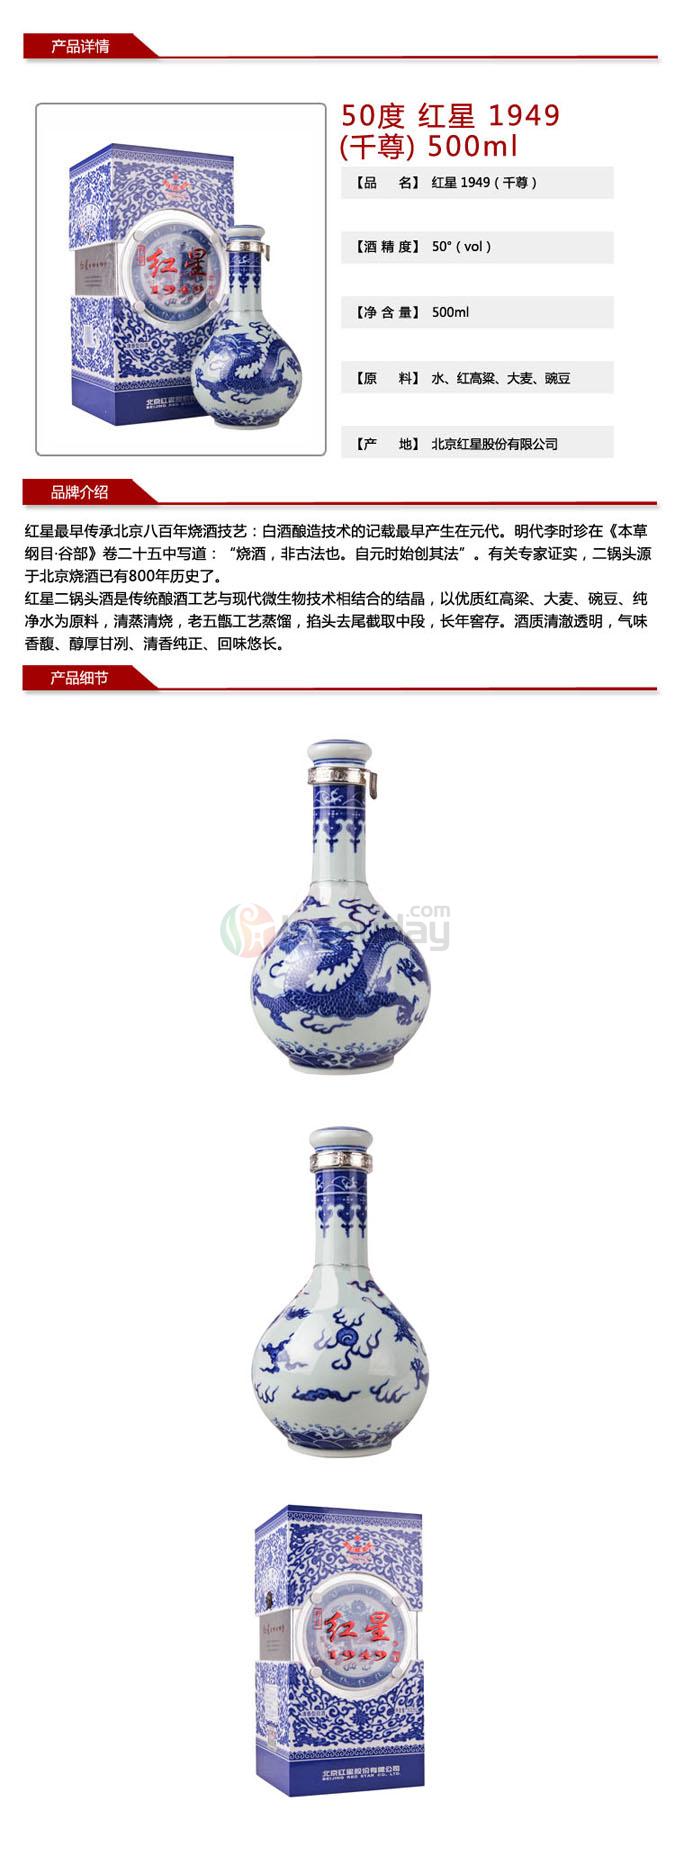 产品详情
50度 红星 1949
(千尊) 500ml
【品 名】 红星 1949（千尊）
【酒 精 度】 50°（vol）
【净 含 量】 500ml
【原 料】 水、红高粱、大麦、豌豆
【产 地】 北京红星股份有限公司
红星
1949
北京红星股份有限公司
BEIJING RED STAR
品牌介绍
红星最早传承北京八百年烧酒技艺：白酒酿造技术的记载最早产生在元代。明代李时珍在《本草
纲目·谷部》卷二十五中写道：“烧酒，非古法也。自元时始创其法”。有关专家证实，二锅头源
于北京烧酒已有800年历史了。
红星二锅头酒是传统酿酒工艺与现代微生物技术相结合的结晶，以优质红高粱、大麦、碗豆、纯
净水为原料，清蒸清烧，老五甑工艺蒸馏，掐头去尾截取中段，长年窖存。酒质清澈透明，气味
香馥、醇厚甘冽、清香纯正、回味悠长。
产品细节
.com
红星
1949
清香型白酒
北京红星股份有限公司
BEIJING RED STAR CO., LTD.